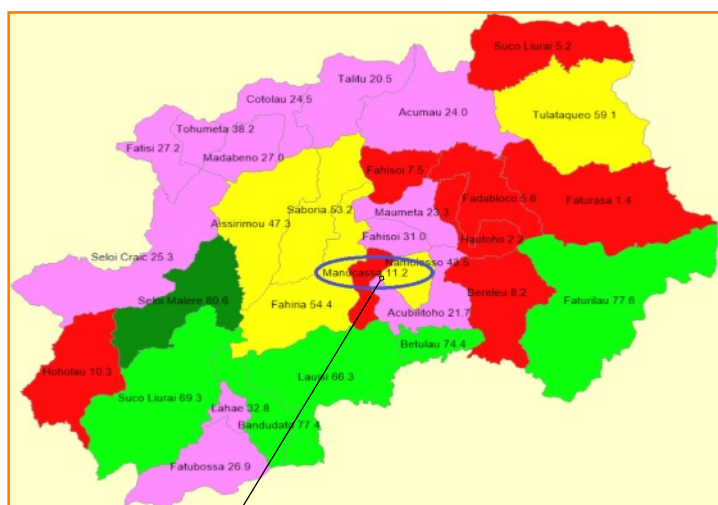 Suco Liurai 5.2
Talitu 20.5
Cotolau 24.5
Acumau 24.0
Tulataqueo 59.1
Tohumeta 38.2
Fatisi 27.2
Madabeno 27.0
Fahisoi 7.5
Fadabloco 5.6
Faturasa 1.4
Saboria 53.2
Maumeta 23.3
Aissirimou 47.3
Fahisoi 31.0
Hautoho 2.2
Seloi Craic 25.3
Namolesso 43.5
Manucassa 11.2
Bereleu 8.2
Faturilau 77.6
Seloi Malere 80.6
Fahiria 54.4
Acubilitoho 21.7
Betulau 74.4
Hoholau 10.3
Lauisi 66.3
Suco Liurai 69.3
Lahae 32.8
Bandudato 77.4
Fatubossa 26.9